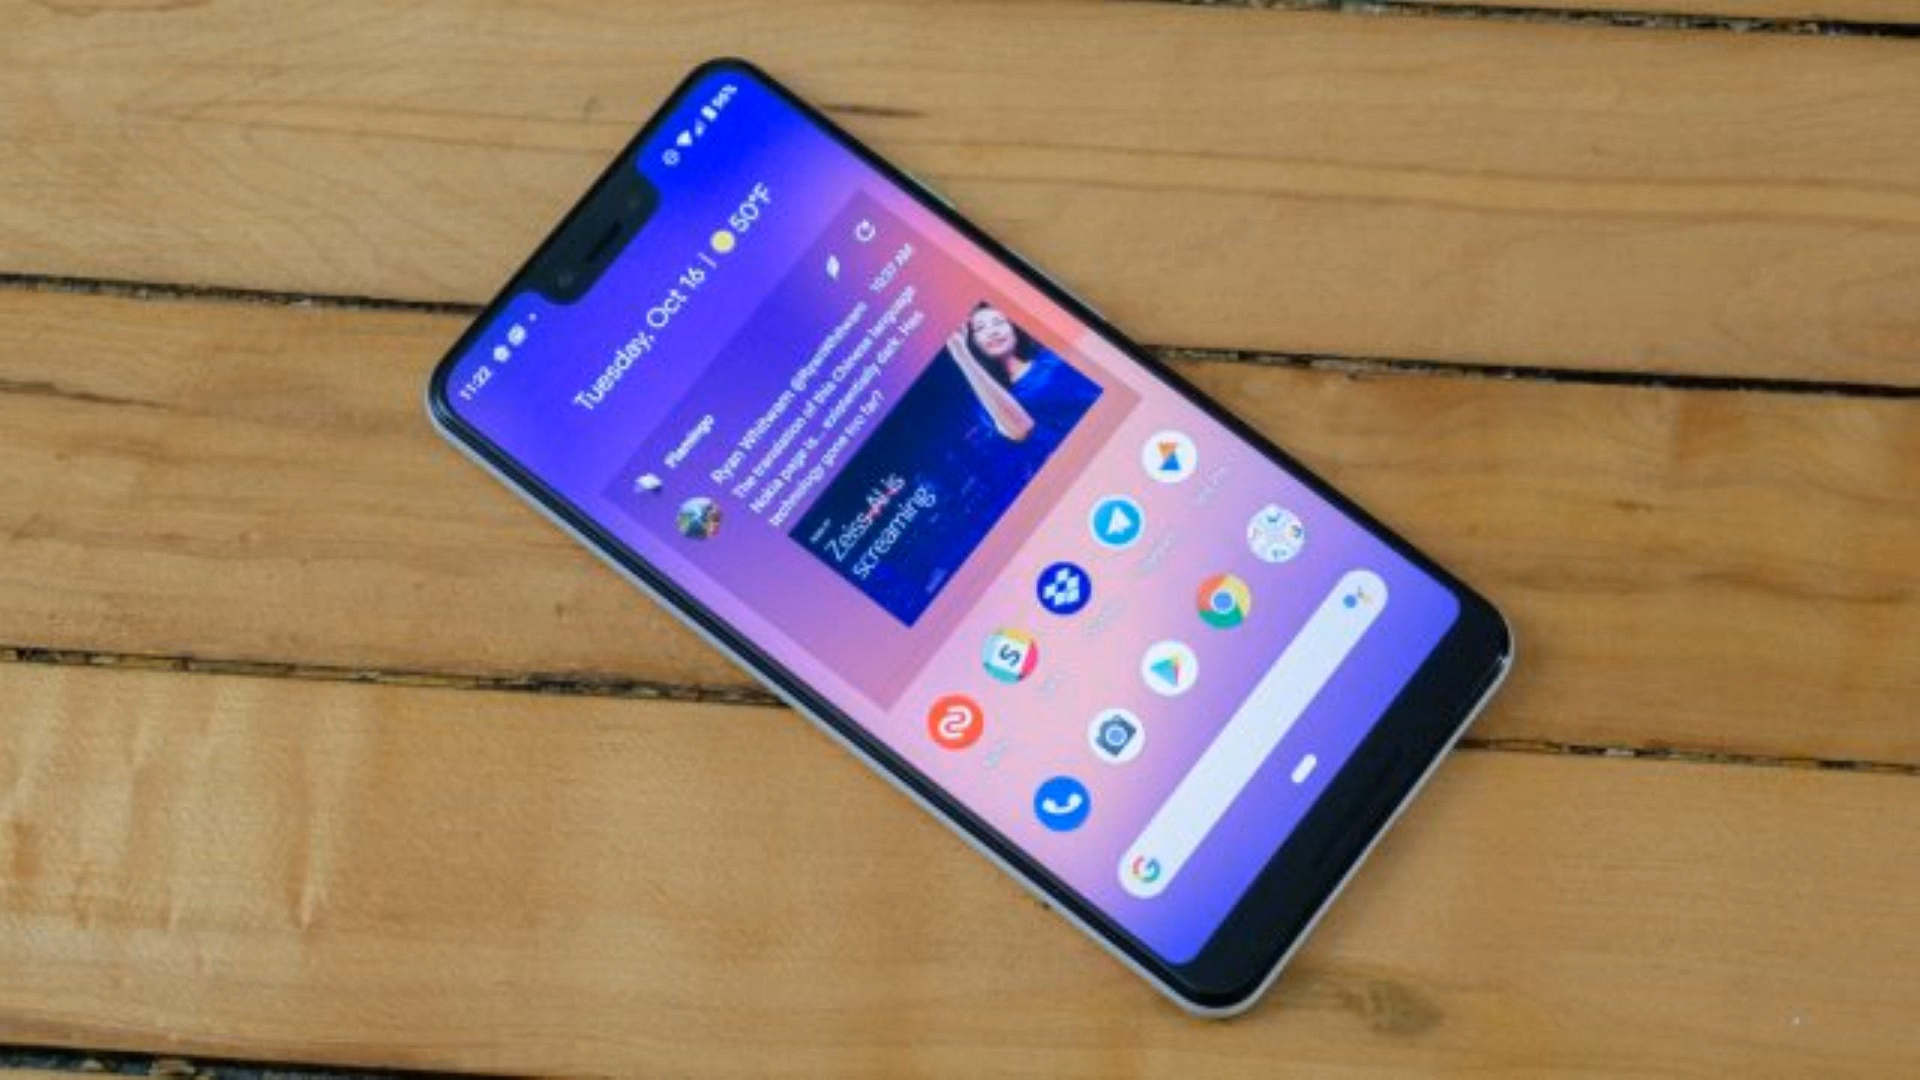 11:22
96%
Tuesday, Oct 16 | 50°F
Flamingo
Ryan Whitwam @RyanWhitwam 10:37 AM
The translation of this Chinese language
Nokia page is... existentially dark. Has
technology gone too far?
Zeiss AI is
screaming
S
G